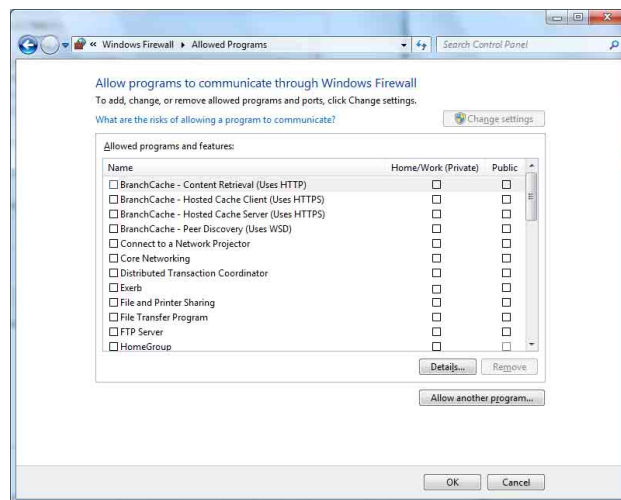 « Windows Firewall ▸ Allowed Programs
Search Control Panel
Allow programs to communicate through Windows Firewall
To add, change, or remove allowed programs and ports, click Change settings.
What are the risks of allowing a program to communicate?
Change settings
Allowed programs and features:
Name Home/Work (Private) Public
BranchCache - Content Retrieval (Uses HTTP)
BranchCache - Hosted Cache Client (Uses HTTPS)
BranchCache - Hosted Cache Server (Uses HTTPS)
BranchCache - Peer Discovery (Uses WSD)
Connect to a Network Projector
Core Networking
Distributed Transaction Coordinator
Exerb
File and Printer Sharing
File Transfer Program
FTP Server
HomeGroup
Details... Remove
Allow another program...
OK Cancel